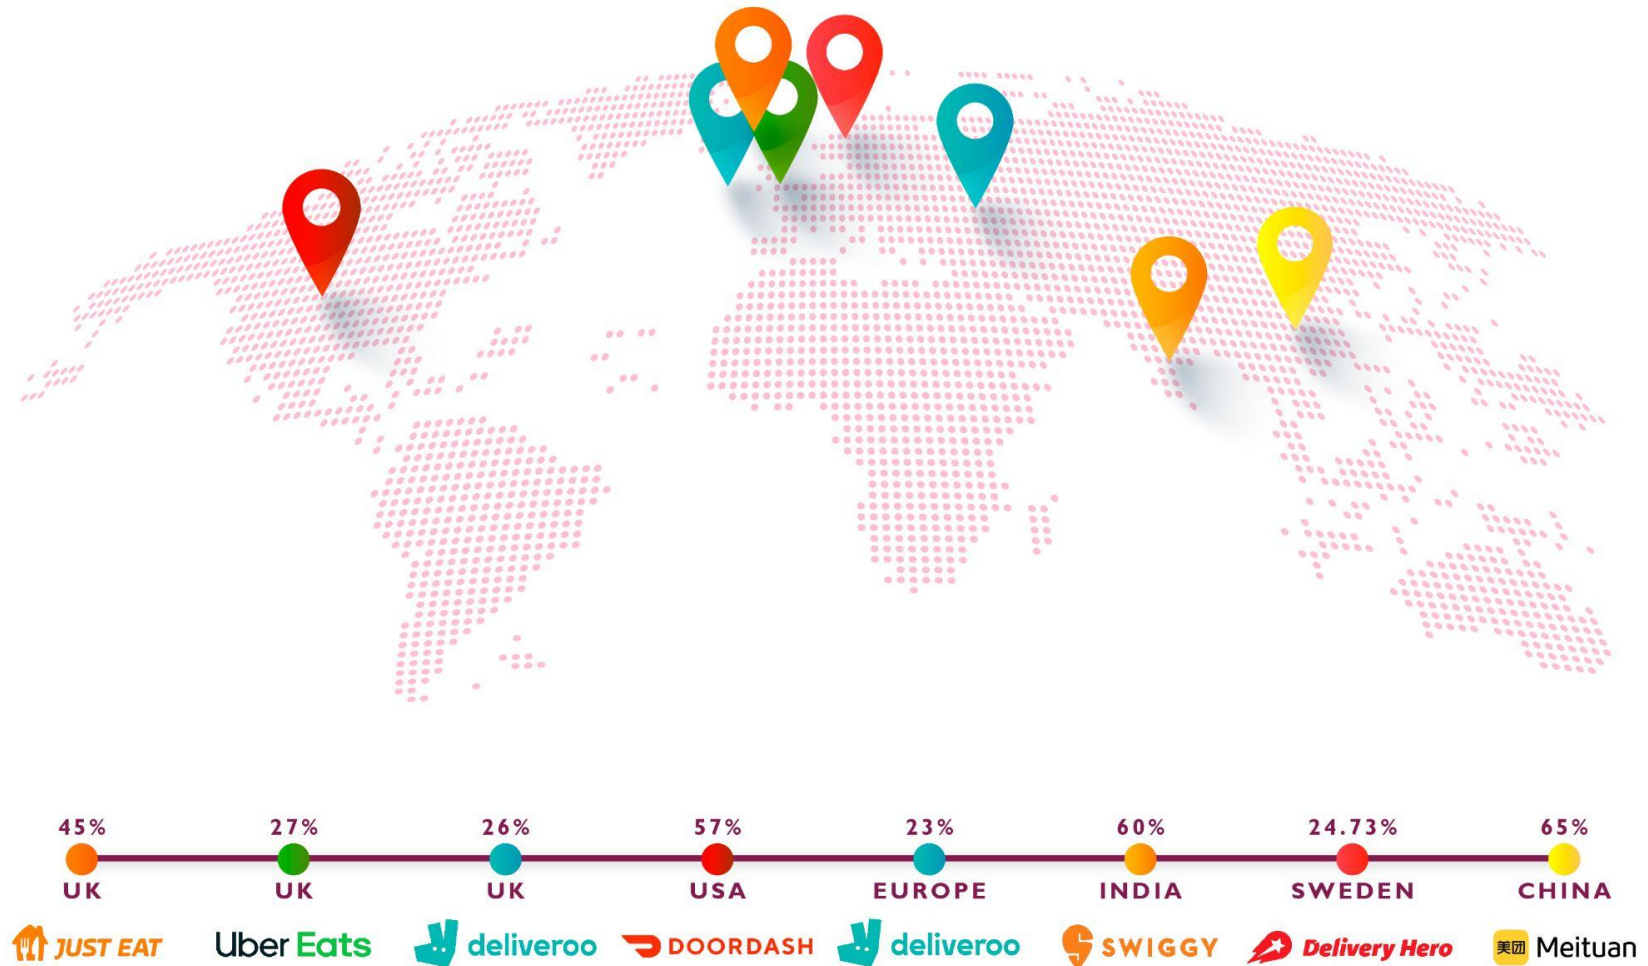 45% 27% 26% 57% 23% 60% 24.73% 65%
UK UK UK USA EUROPE INDIA SWEDEN CHINA
JUST EAT Uber Eats deliveroo DOORDASH deliveroo SWIGGY Delivery Hero 美团 Meituan